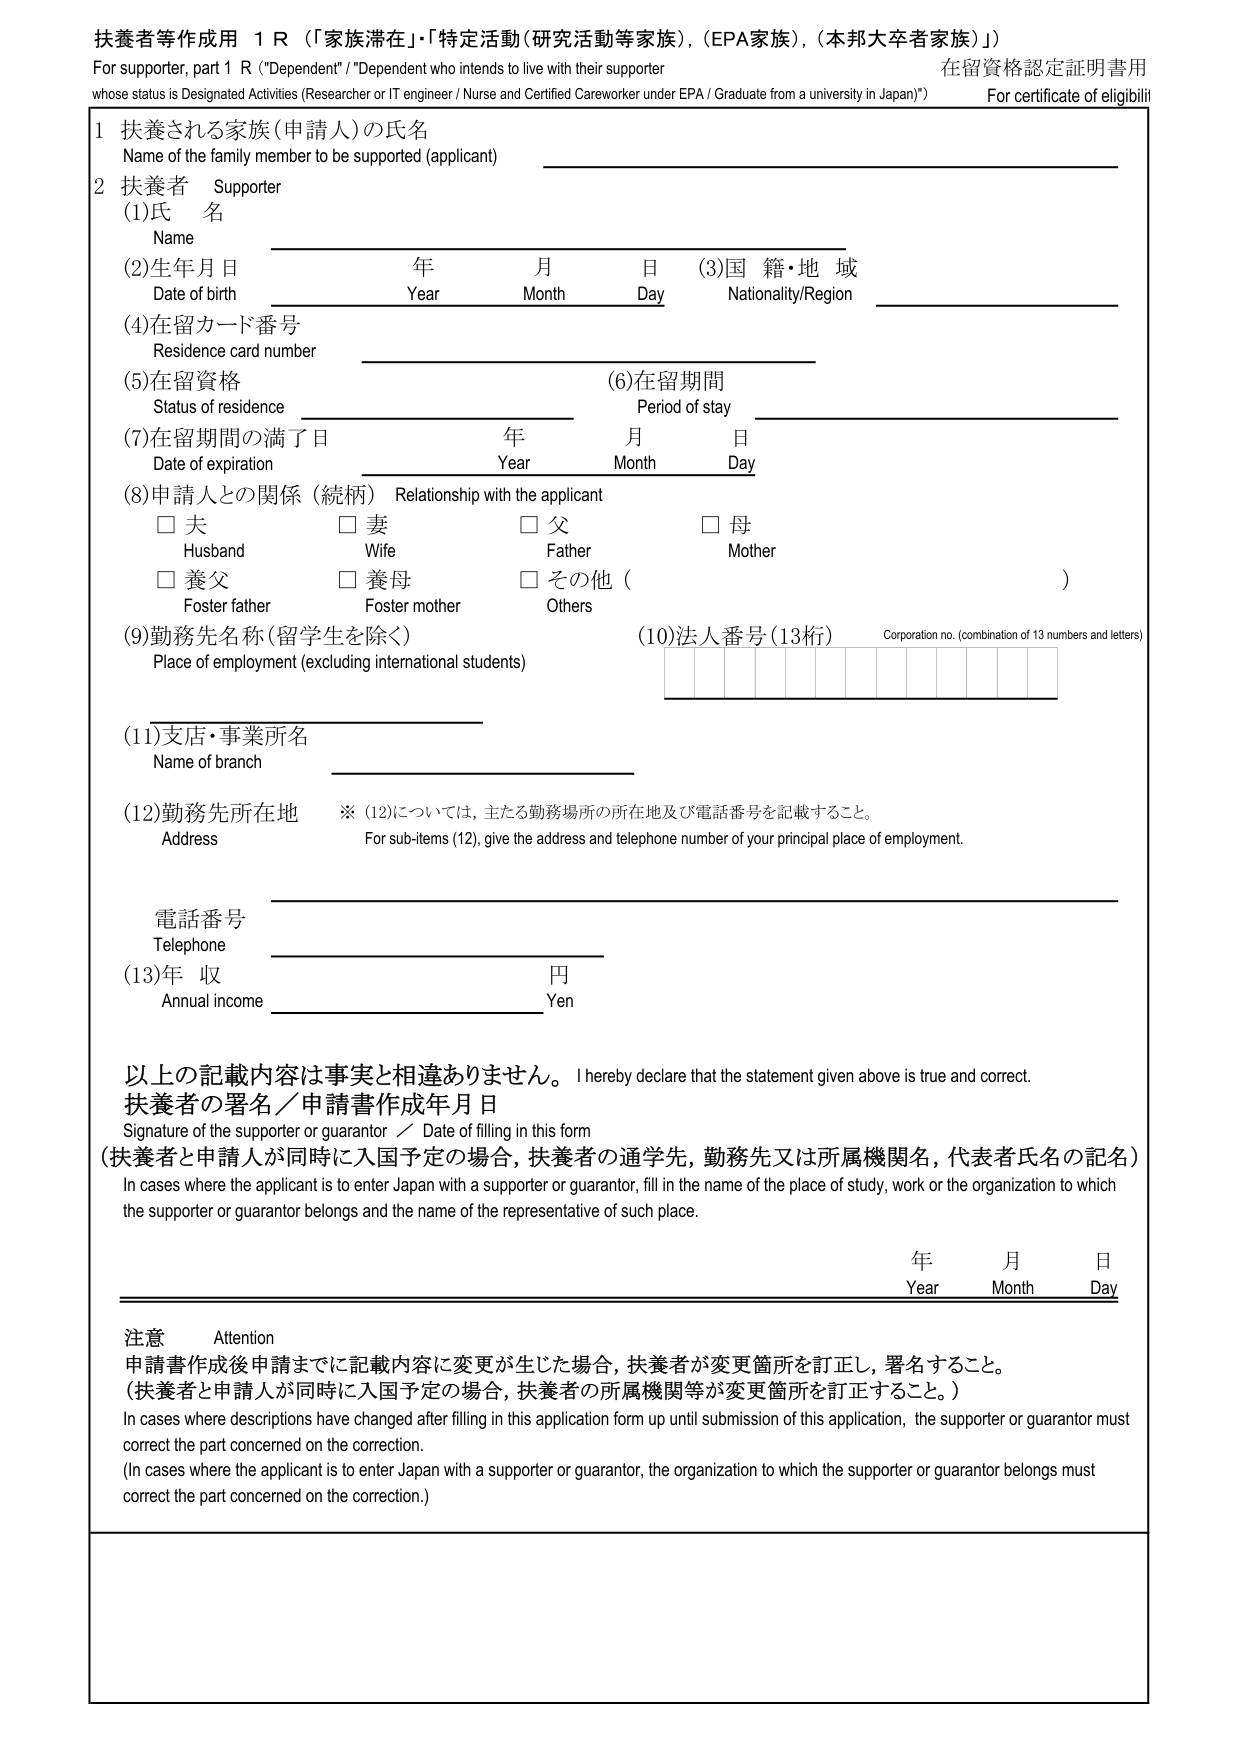 扶養者等作成用 １ R （「家族滞在」・「特定活動（研究活動等家族），（EPA家族），（本邦大卒者家族）」）
For supporter, part 1 R ("Dependent" / "Dependent who intends to live with their supporter
在留資格認定証明書用
whose status is Designated Activities (Researcher or IT engineer / Nurse and Certified Careworker under EPA / Graduate from a university in Japan)")
For certificate of eligibilit
1 扶養される家族（申請人）の氏名
Name of the family member to be supported (applicant)
2 扶養者 Supporter
(1)氏 名
Name
(2)生年月日 年 月 日 (3)国 籍・地 域
Date of birth Year Month Day Nationality/Region
(4)在留カード番号
Residence card number
(5)在留資格 (6)在留期間
Status of residence Period of stay
(7)在留期間の満了日 年 月 日
Date of expiration Year Month Day
(8)申請人との関係（続柄） Relationship with the applicant
□ 夫 □ 妻 □ 父 □ 母
Husband Wife Father Mother
□ 養父 □ 養母 □ その他（ ）
Foster father Foster mother Others
(9)勤務先名称（留学生を除く） (10)法人番号（13桁） Corporation no. (combination of 13 numbers and letters)
Place of employment (excluding international students)
(11)支店・事業所名
Name of branch
(12)勤務先所在地 ※ (12)については，主たる勤務場所の所在地及び電話番号を記載すること。
Address For sub-items (12), give the address and telephone number of your principal place of employment.
電話番号
Telephone
(13)年 収 円
Annual income Yen
以上の記載内容は事実と相違ありません。 I hereby declare that the statement given above is true and correct.
扶養者の署名／申請書作成年月日
Signature of the supporter or guarantor ／ Date of filling in this form
（扶養者と申請人が同時に入国予定の場合，扶養者の通学先，勤務先又は所属機関名，代表者氏名の記名）
In cases where the applicant is to enter Japan with a supporter or guarantor, fill in the name of the place of study, work or the organization to which
the supporter or guarantor belongs and the name of the representative of such place.
年 月 日
Year Month Day
注意 Attention
申請書作成後申請までに記載内容に変更が生じた場合，扶養者が変更箇所を訂正し，署名すること。
（扶養者と申請人が同時に入国予定の場合，扶養者の所属機関等が変更箇所を訂正すること。）
In cases where descriptions have changed after filling in this application form up until submission of this application, the supporter or guarantor must
correct the part concerned on the correction.
(In cases where the applicant is to enter Japan with a supporter or guarantor, the organization to which the supporter or guarantor belongs must
correct the part concerned on the correction.)